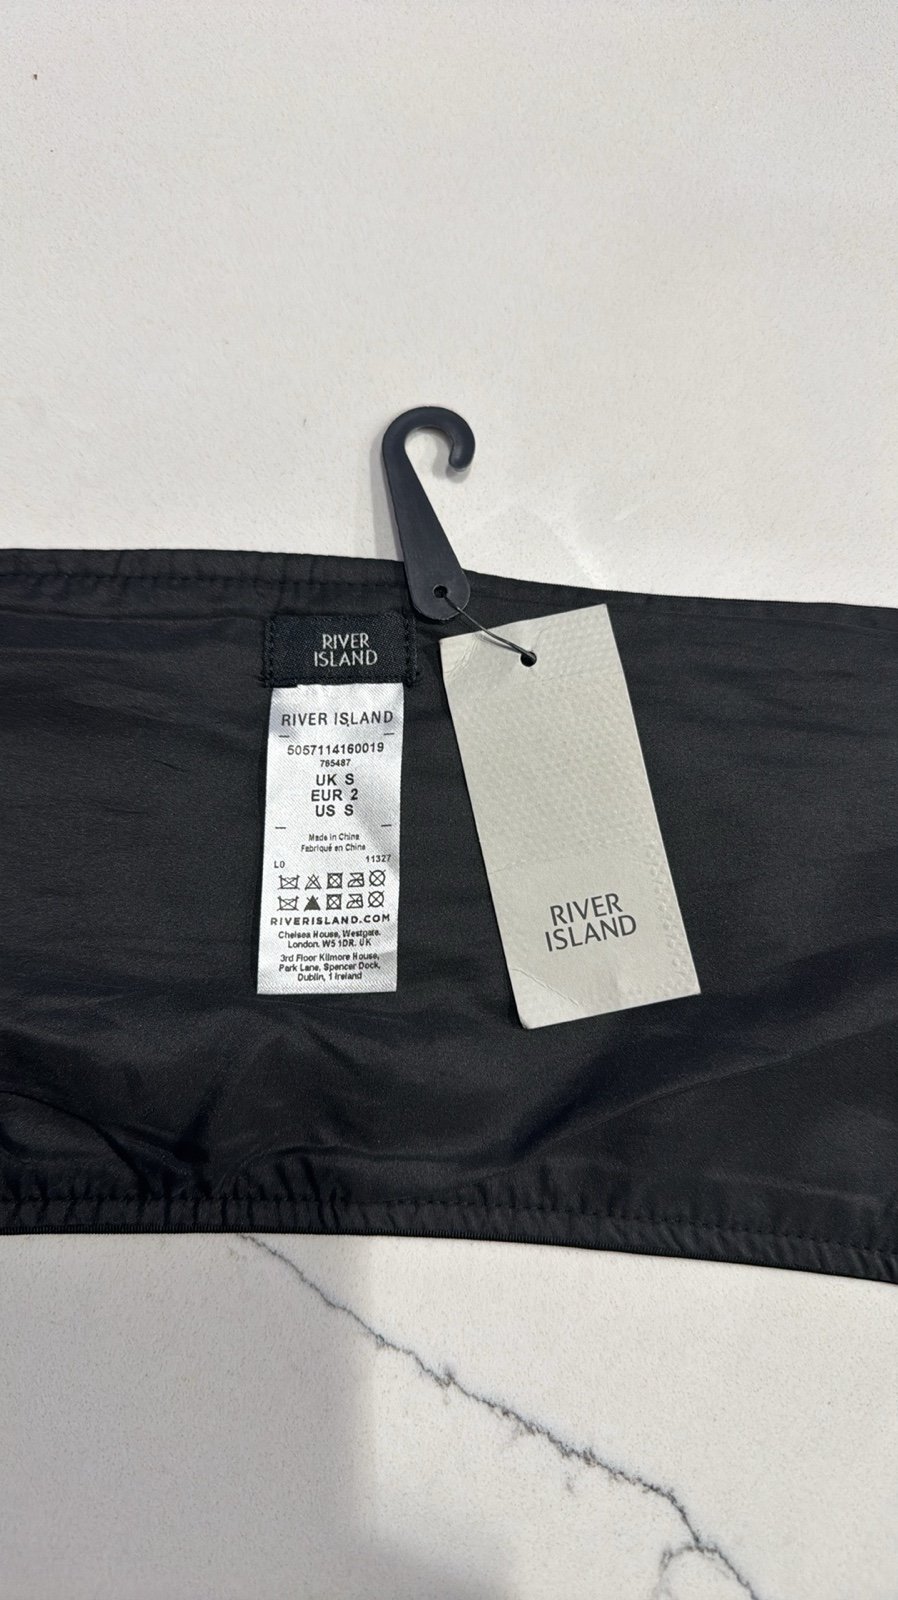 RIVER
ISLAND
RIVER ISLAND
5057114160019
765487
UK S
EUR 2
US S
Made in China
Fabriqué en Chine
L0 11327
RIVERISLAND.COM
Chelsea House, Westgate.
London. W5 1DR. UK
3rd Floor Kilmore House,
Park Lane, Spencer Dock,
Dublin, 1 Ireland
RIVER
ISLAND